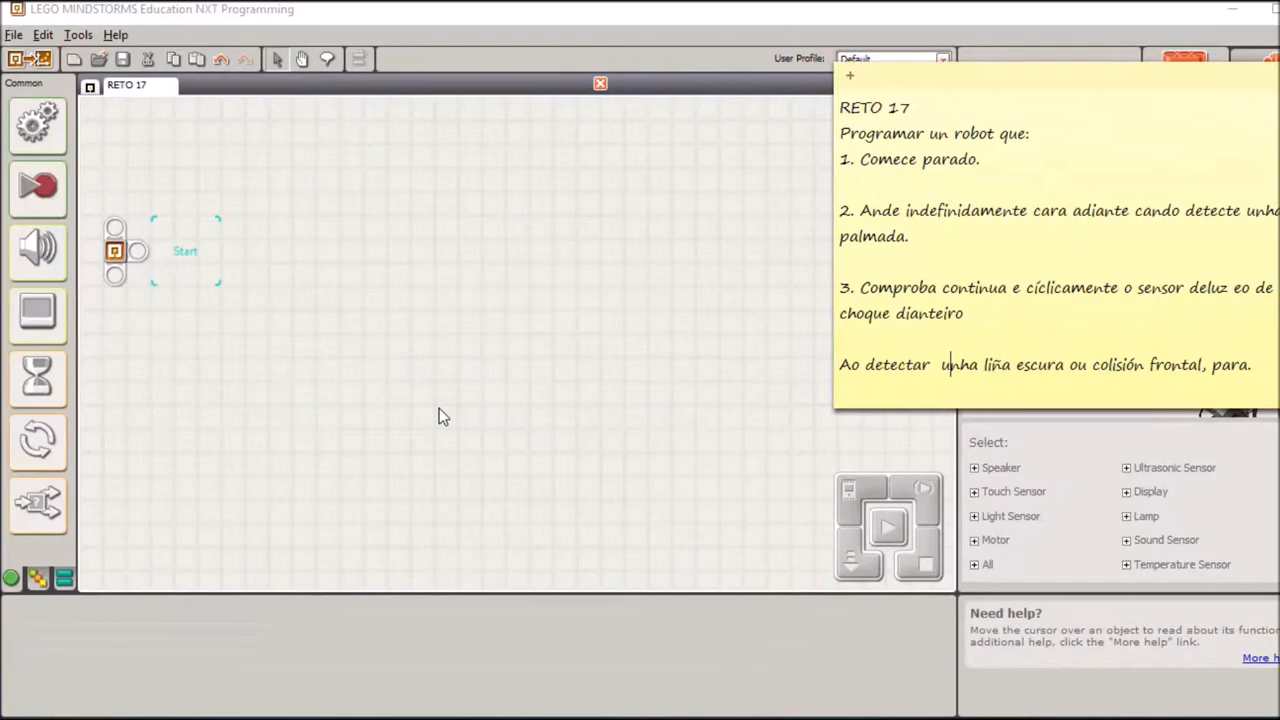 LEGO MINDSTORMS Education NXT Programming
File Edit Tools Help
User Profile: Default
Common
RETO 17
Start
RETO 17
Programar un robot que:
1. Comece parado.
2. Ande indefinidamente cara adiante cando detecte unha
palmada.
3. Comproba continua e cíclicamente o sensor deluz eo de
choque dianteiro
Ao detectar unha liña escura ou colisión frontal, para.
Select:
Speaker Ultrasonic Sensor
Touch Sensor Display
Light Sensor Lamp
Motor Sound Sensor
All Temperature Sensor
Need help?
Move the cursor over an object to read about its functio
additional help, click the "More help" link.
More h